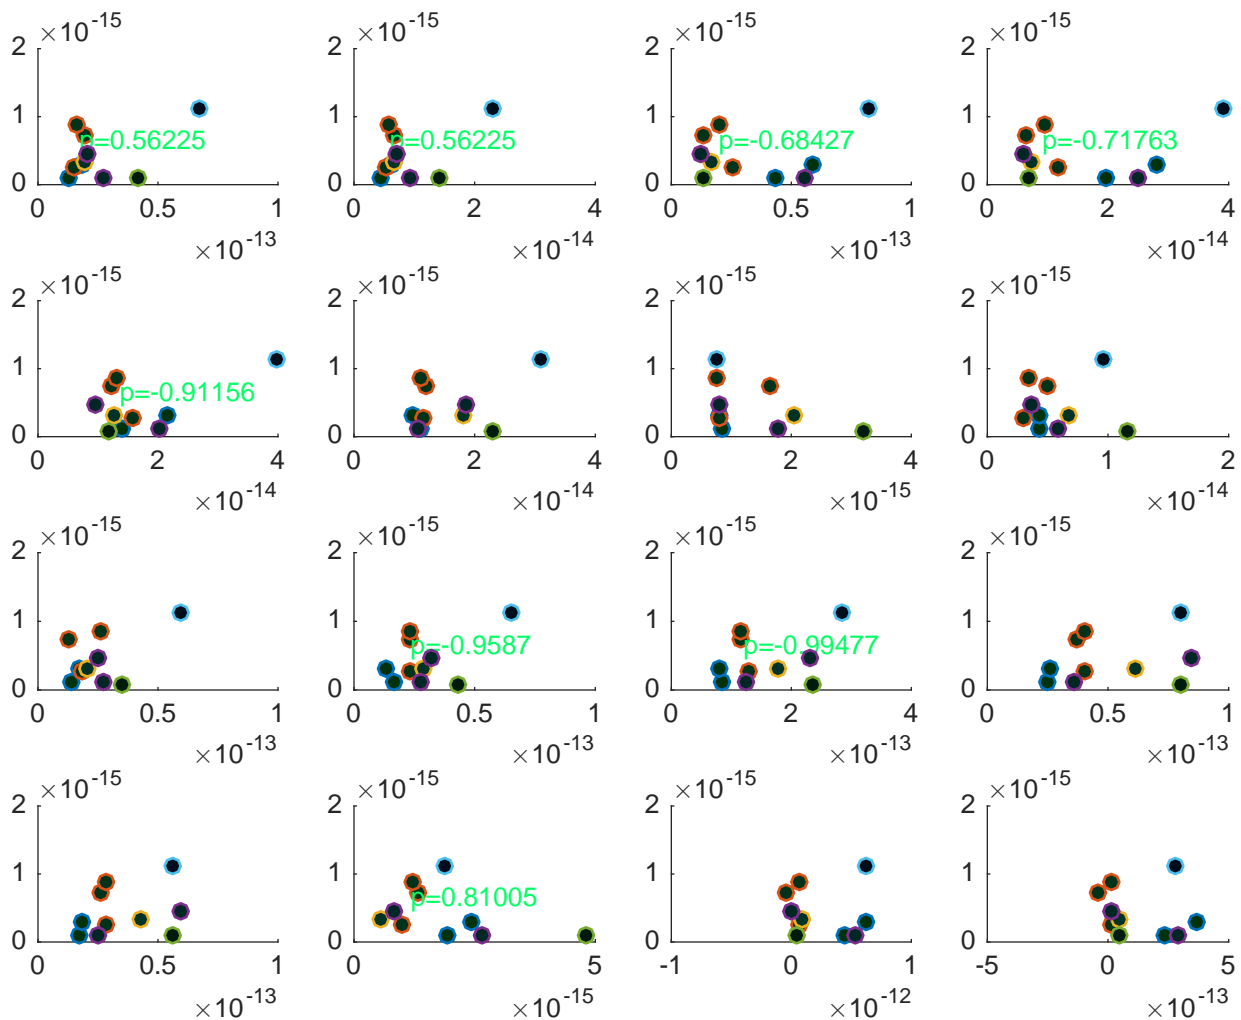 ×10-15 ×10-15 ×10-15 ×10-15
2 2 2 2
1 1 1 1
p=0.56225 p=0.56225 p=-0.68427 p=-0.71763
0 0 0 0
0 0.5 1 0 2 4 0 0.5 1 0 2 4
×10-13 ×10-14 ×10-13 ×10-14
×10-15 ×10-15 ×10-15 ×10-15
2 2 2 2
1 1 1 1
p=-0.91156
0 0 0 0
0 2 4 0 2 4 0 2 4 0 1 2
×10-14 ×10-14 ×10-15 ×10-14
×10-15 ×10-15 ×10-15 ×10-15
2 2 2 2
1 1 1 1
p=-0.9587 p=-0.99477
0 0 0 0
0 0.5 1 0 0.5 1 0 2 4 0 0.5 1
×10-13 ×10-13 ×10-13 ×10-13
×10-15 ×10-15 ×10-15 ×10-15
2 2 2 2
1 1 1 1
p=0.81005
0 0 0 0
0 0.5 1 0 5 -1 0 1 -5 0 5
×10-13 ×10-15 ×10-12 ×10-13